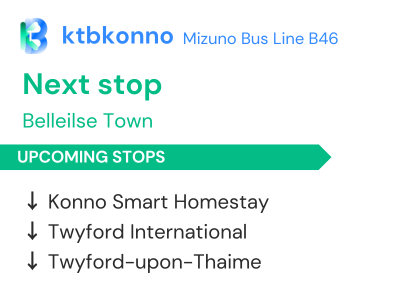 ktbkonno Mizuno Bus Line B46
Next stop
Belleilse Town
UPCOMING STOPS
↓ Konno Smart Homestay
↓ Twyford International
↓ Twyford-upon-Thaime